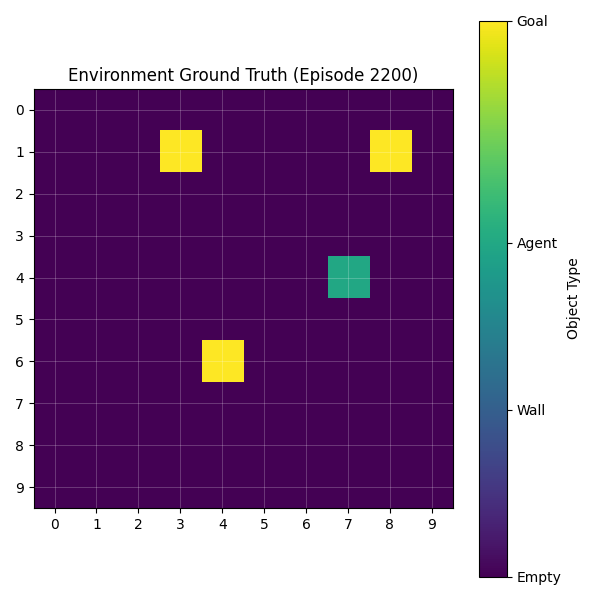 Environment Ground Truth (Episode 2200)
0
1
2
3
4
5
6
7
8
9
0 1 2 3 4 5 6 7 8 9
Goal
Agent
Wall
Empty
Object Type